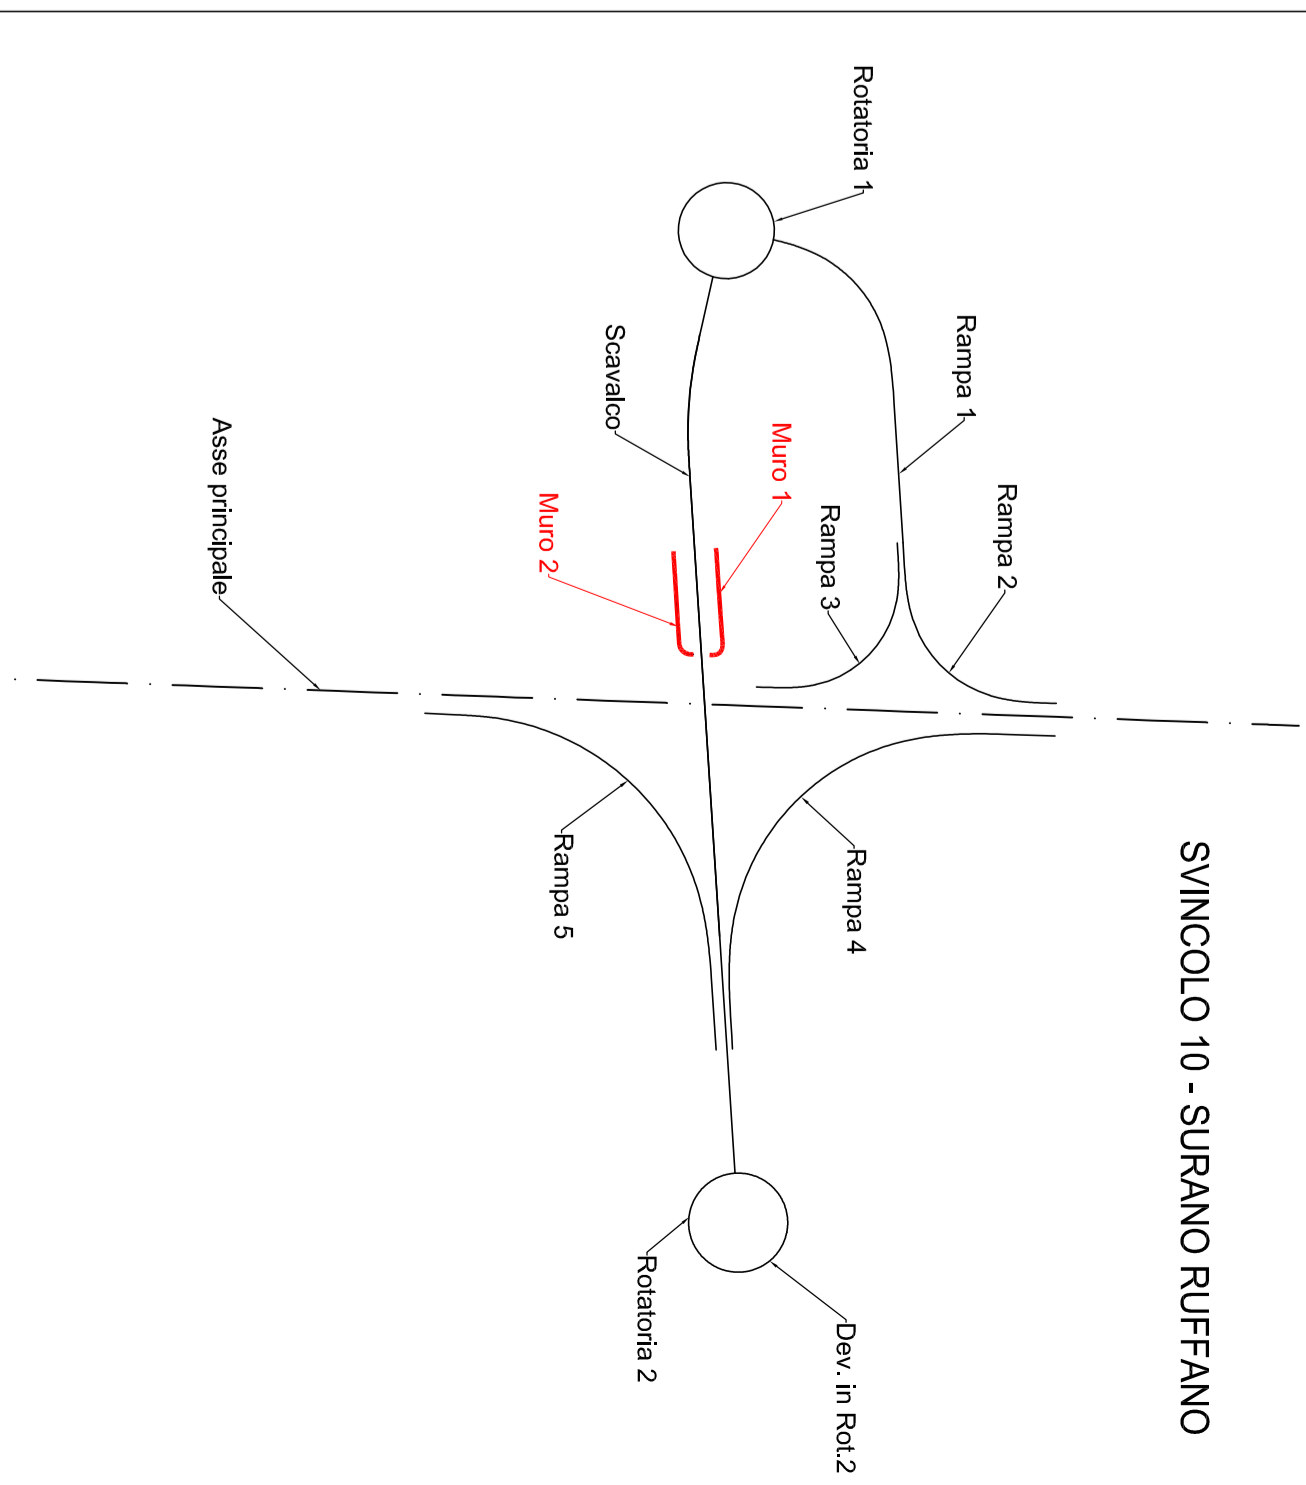 SVINCOLO 10 - SURANO RUFFANO
Rotatoria 1
Rampa 1
Rampa 2
Rampa 3
Muro 1
Scavalco
Muro 2
Asse principale
Rampa 4
Rampa 5
Rotatoria 2
Dev. in Rot.2